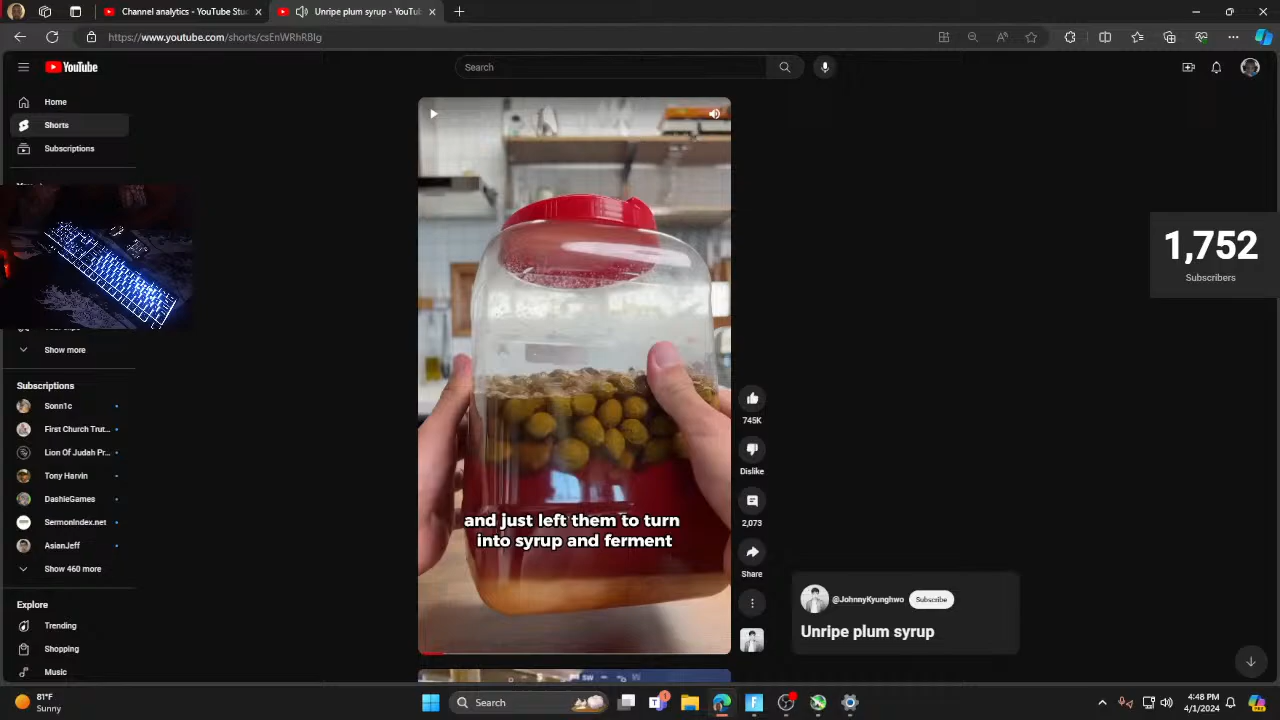 Channel analytics - YouTube Stu
Unripe plum syrup - YouTu
https://www.youtube.com/shorts/csEnWRhRBIg
YouTube
Search
Home
Shorts
Subscriptions
Show more
Subscriptions
Sonn1c
First Church Trut...
Lion Of Judah Pr...
Tony Harvin
DashieGames
SermonIndex.net
AsianJeff
Show 460 more
Explore
Trending
Shopping
Music
and just left them to turn
into syrup and ferment
745K
Dislike
2,073
Share
@JohnnyKyunghwo
Subscribe
Unripe plum syrup
1,752
Subscribers
81°F
Sunny
Search
4:48 PM
4/3/2024